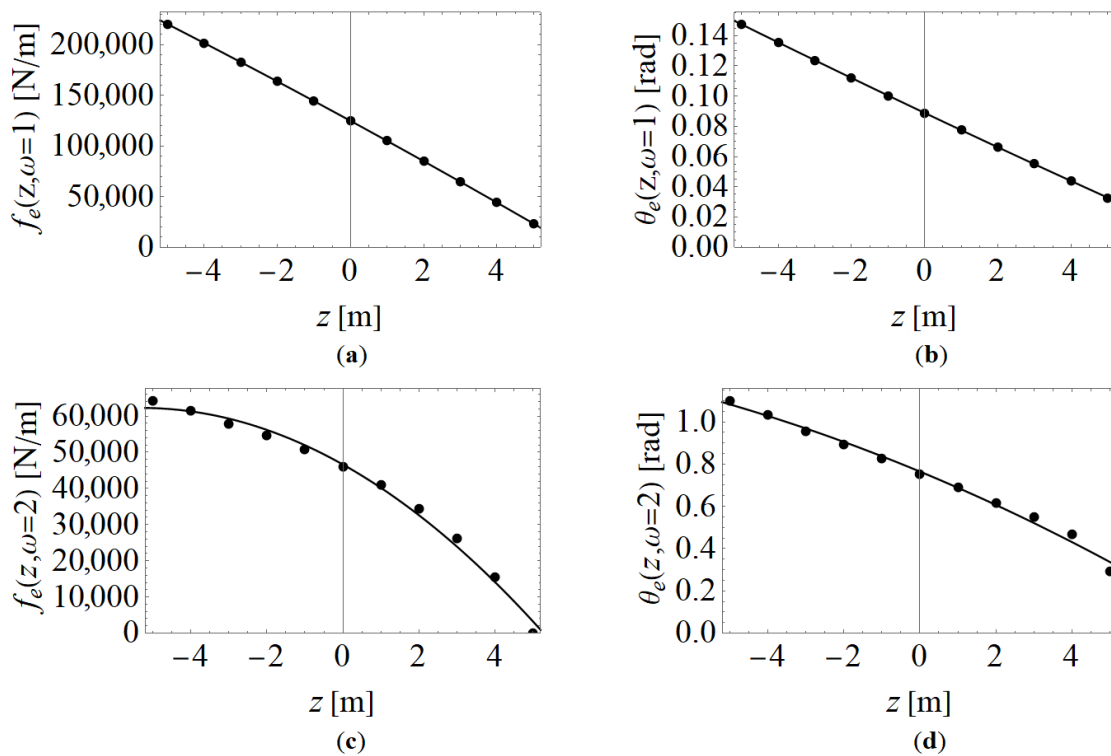 f_e(z,ω=1) [N/m]
200,000
150,000
100,000
50,000
0
−4 −2 0 2 4
z [m]
(a)
θ_e(z,ω=1) [rad]
0.14
0.12
0.10
0.08
0.06
0.04
0.02
0.00
−4 −2 0 2 4
z [m]
(b)
f_e(z,ω=2) [N/m]
60,000
50,000
40,000
30,000
20,000
10,000
0
−4 −2 0 2 4
z [m]
(c)
θ_e(z,ω=2) [rad]
1.0
0.8
0.6
0.4
0.2
0.0
−4 −2 0 2 4
z [m]
(d)